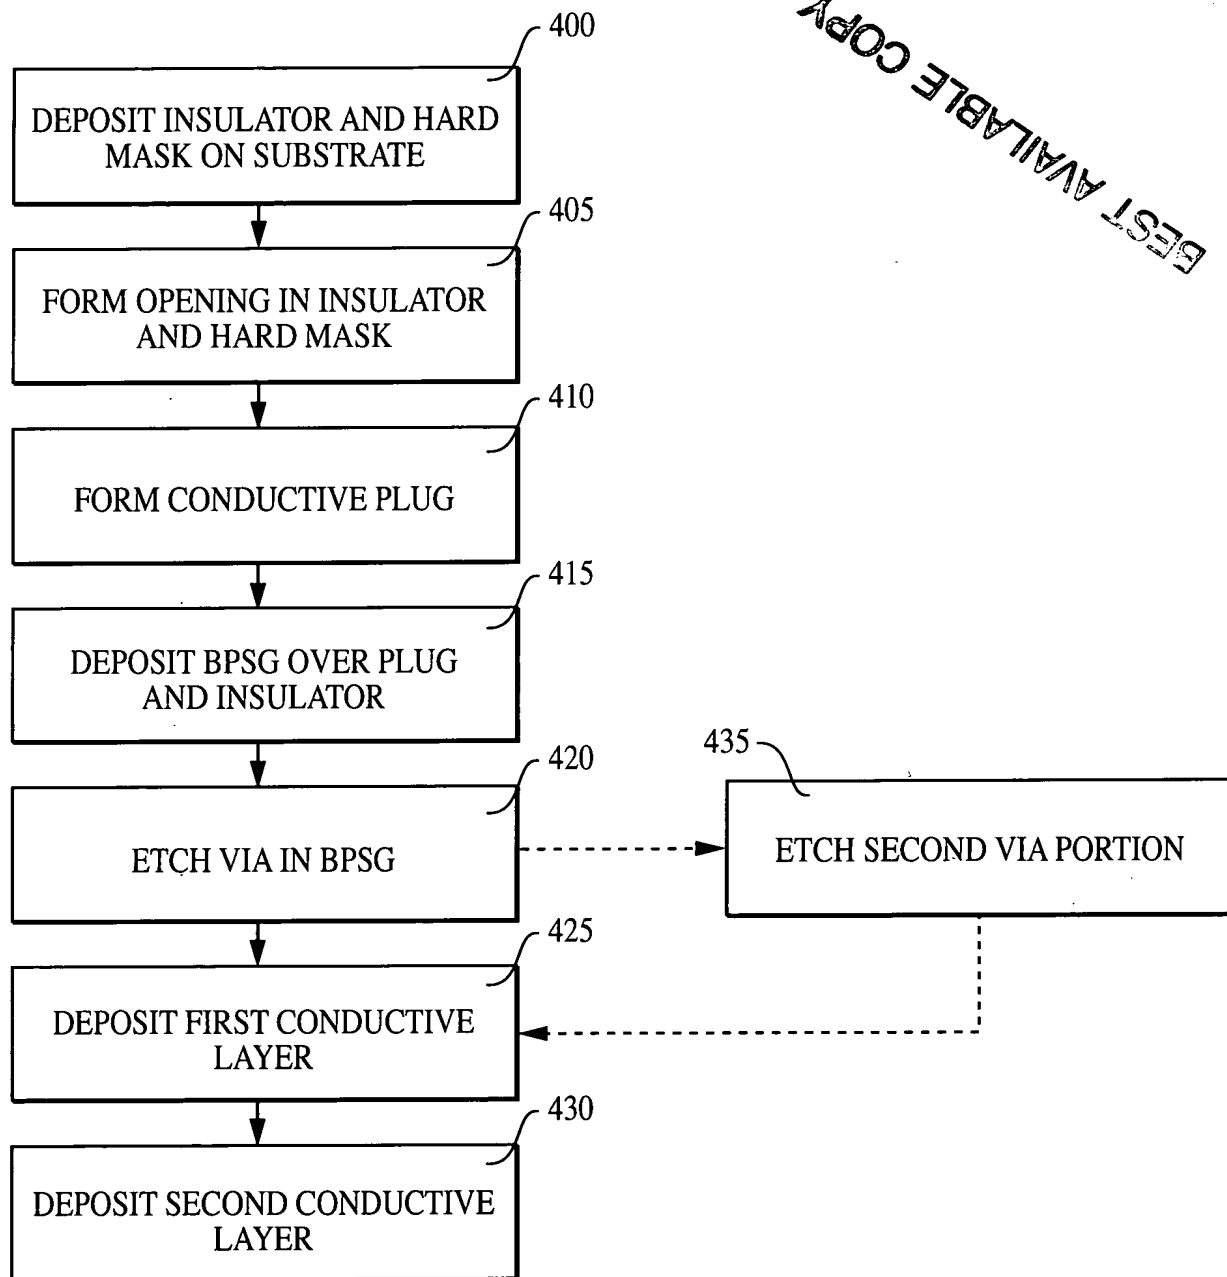 BEST AVAILABLE COPY
400
DEPOSIT INSULATOR AND HARD
MASK ON SUBSTRATE
405
FORM OPENING IN INSULATOR
AND HARD MASK
410
FORM CONDUCTIVE PLUG
415
DEPOSIT BPSG OVER PLUG
AND INSULATOR
420
ETCH VIA IN BPSG
435
ETCH SECOND VIA PORTION
425
DEPOSIT FIRST CONDUCTIVE
LAYER
430
DEPOSIT SECOND CONDUCTIVE
LAYER